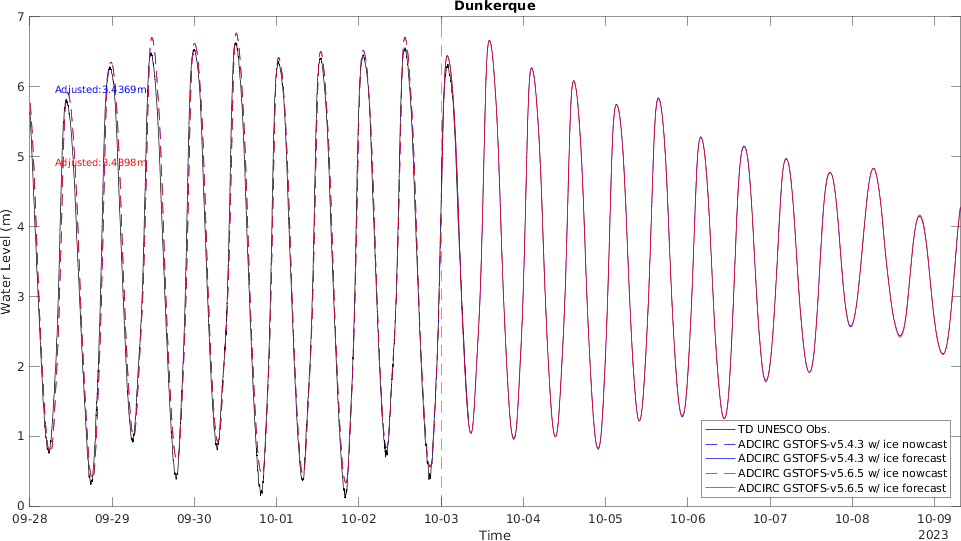 Dunkerque
7
6
5
4
3
2
1
0
Water Level (m)
Adjusted:3.4369m
Adjusted:3.4398m
TD UNESCO Obs.
ADCIRC GSTOFS-v5.4.3 w/ ice nowcast
ADCIRC GSTOFS-v5.4.3 w/ ice forecast
ADCIRC GSTOFS-v5.6.5 w/ ice nowcast
ADCIRC GSTOFS-v5.6.5 w/ ice forecast
09-28 09-29 09-30 10-01 10-02 10-03 10-04 10-05 10-06 10-07 10-08 10-09
Time
2023